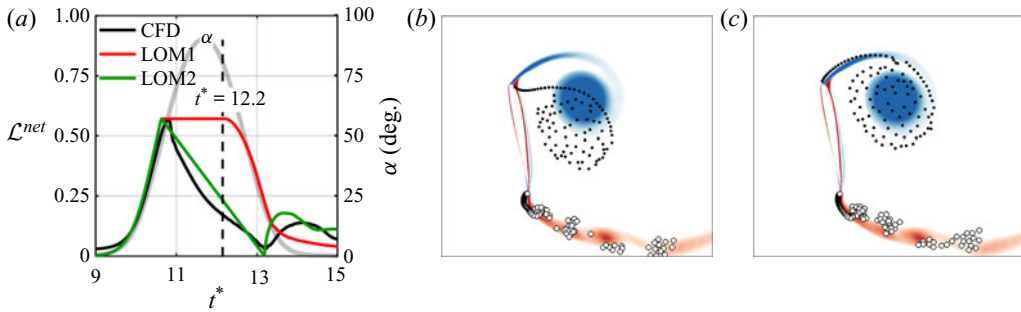 (a)
(b)
(c)
1.00
0.75
0.50
0.25
0
ℒ^net
CFD
LOM1
LOM2
α
t* = 12.2
100
75
50
25
0
α (deg.)
9
11
13
15
t*